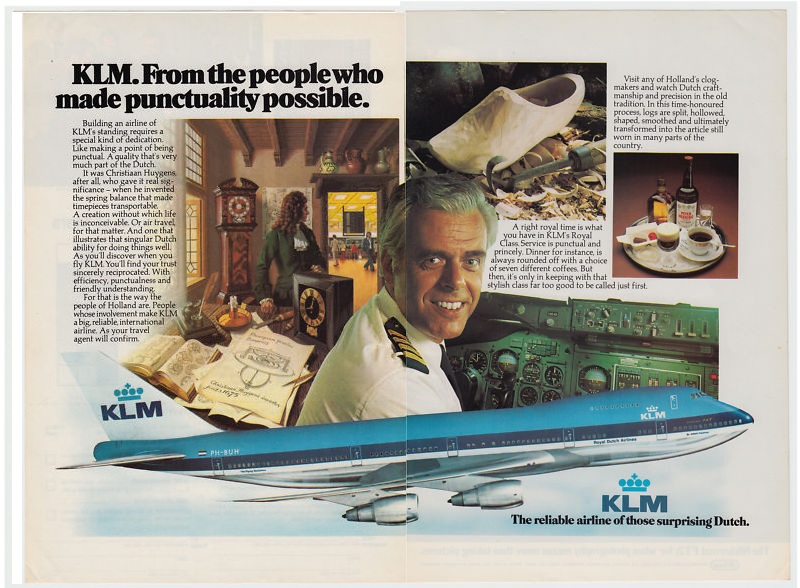 KLM. From the people who
made punctuality possible.
Building an airline of
KLM's standing requires a
special kind of dedication.
Like making a point of being
punctual. A quality that's very
much part of the Dutch.
It was Christiaan Huygens,
after all, who gave it real sig-
nificance – when he invented
the spring balance that made
timepieces transportable.
A creation without which life
is inconceivable. Or air travel,
for that matter. And one that
illustrates that singular Dutch
ability for doing things well.
As you'll discover when you
fly KLM. You'll find your trust
sincerely reciprocated. With
efficiency, punctualness and
friendly understanding.
For that is the way the
people of Holland are. People
whose involvement make KLM
a big, reliable, international
airline. As your travel
agent will confirm.
Visit any of Holland's clog-
makers and watch Dutch craft-
manship and precision in the old
tradition. In this time-honoured
process, logs are split, hollowed,
shaped, smoothed and ultimately
transformed into the article still
worn in many parts of the
country.
A right royal time is what
you have in KLM's Royal
Class. Service is punctual and
princely. Dinner for instance, is
always rounded off with a choice
of seven different coffees. But
then, it's only in keeping with that
stylish class far too good to be called just first.
KLM
PH-BUH
Royal Dutch Airlines
KLM
KLM
The reliable airline of those surprising Dutch.